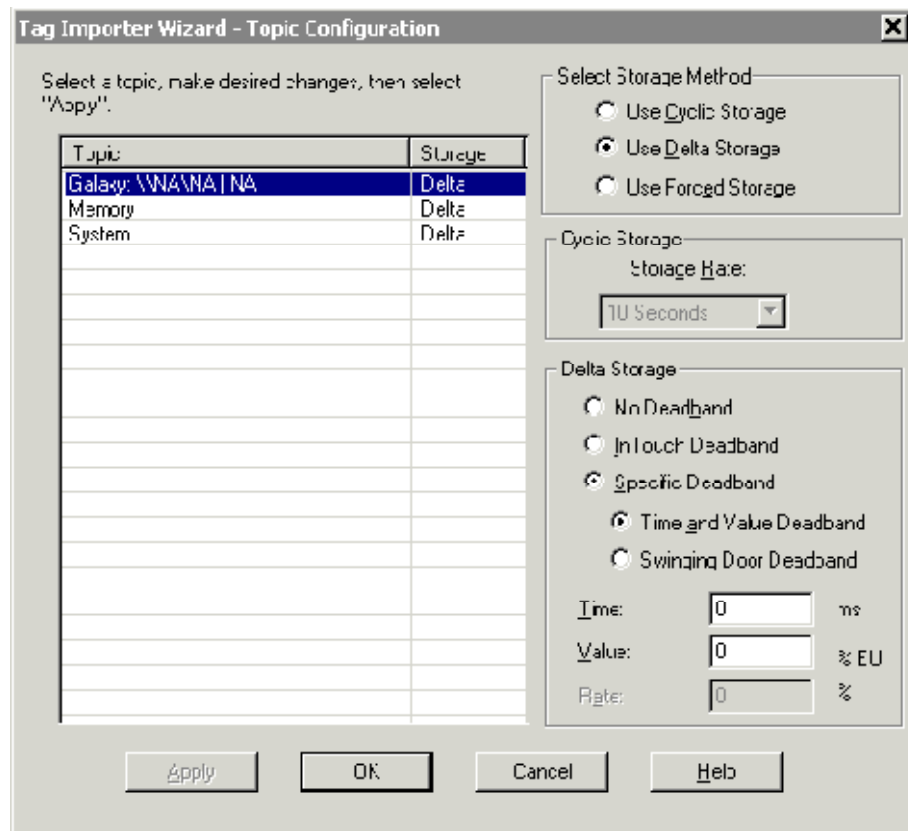 Tag Importer Wizard - Topic Configuration
Select a topic, make desired changes, then select
"Appy".
Topic Storage
Galaxy: \\NA\NA | NA Delta
Memory Delta
System Delta
Select Storage Method
Use Cyclic Storage
Use Delta Storage
Use Forced Storage
Cyclic Storage
Storage Rate:
10 Seconds
Delta Storage
No Deadband
InTouch Deadband
Specific Deadband
Time and Value Deadband
Swinging Door Deadband
Time: 0 ms
Value: 0 % EU
Rate: 0 %
Apply OK Cancel Help